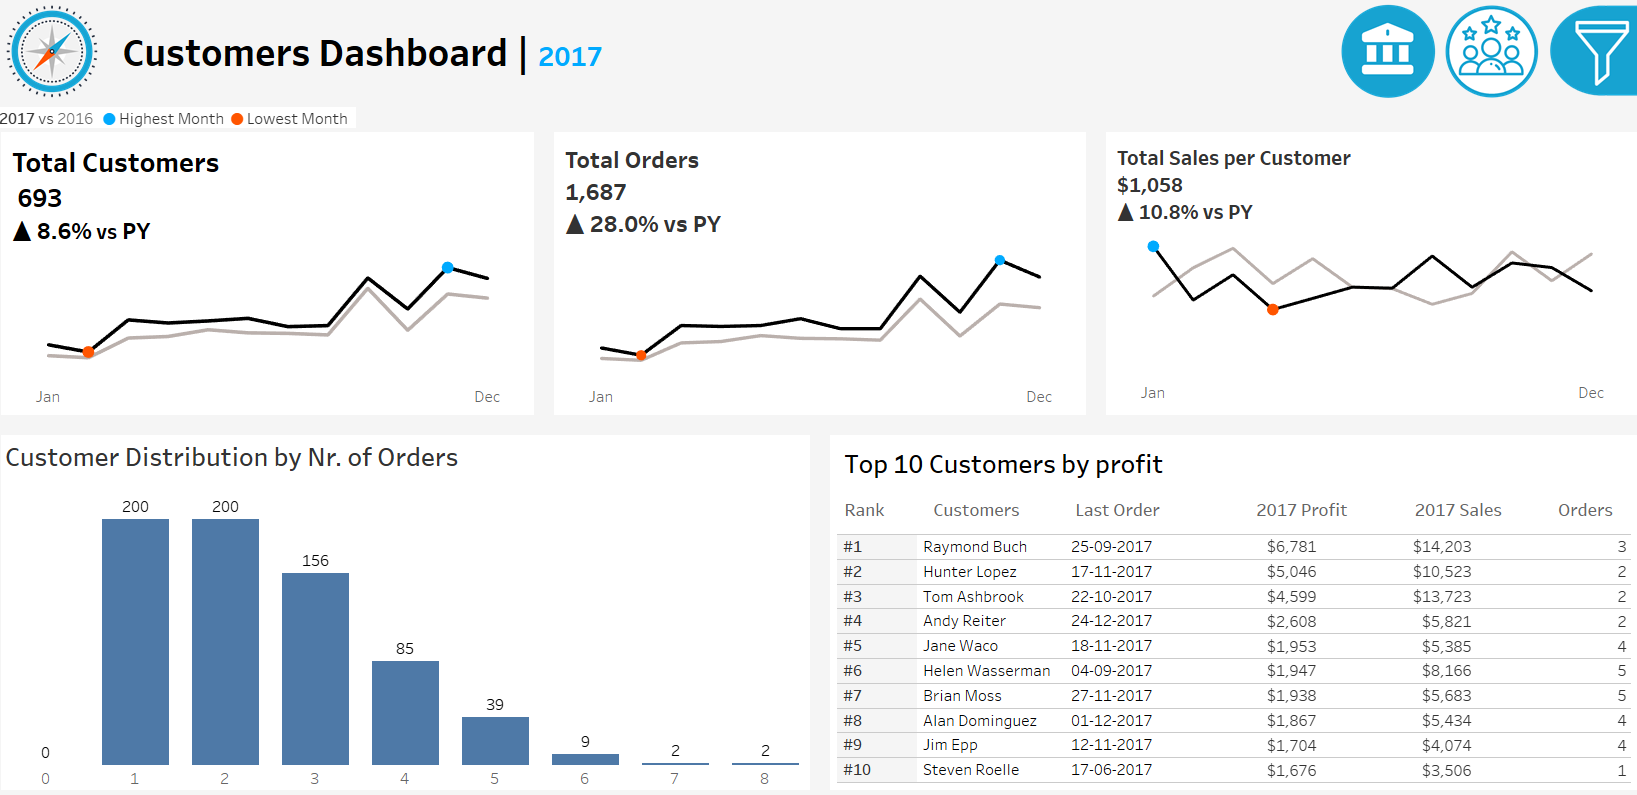 Customers Dashboard | 2017
2017 vs 2016 Highest Month Lowest Month
Total Customers
693
▲ 8.6% vs PY
Jan Dec
Total Orders
1,687
▲ 28.0% vs PY
Jan Dec
Total Sales per Customer
$1,058
▲ 10.8% vs PY
Jan Dec
Customer Distribution by Nr. of Orders
0 200 200 156 85 39 9 2 2
0 1 2 3 4 5 6 7 8
Top 10 Customers by profit
Rank Customers Last Order 2017 Profit 2017 Sales Orders
#1 Raymond Buch 25-09-2017 $6,781 $14,203 3
#2 Hunter Lopez 17-11-2017 $5,046 $10,523 2
#3 Tom Ashbrook 22-10-2017 $4,599 $13,723 2
#4 Andy Reiter 24-12-2017 $2,608 $5,821 2
#5 Jane Waco 18-11-2017 $1,953 $5,385 4
#6 Helen Wasserman 04-09-2017 $1,947 $8,166 5
#7 Brian Moss 27-11-2017 $1,938 $5,683 5
#8 Alan Dominguez 01-12-2017 $1,867 $5,434 4
#9 Jim Epp 12-11-2017 $1,704 $4,074 4
#10 Steven Roelle 17-06-2017 $1,676 $3,506 1